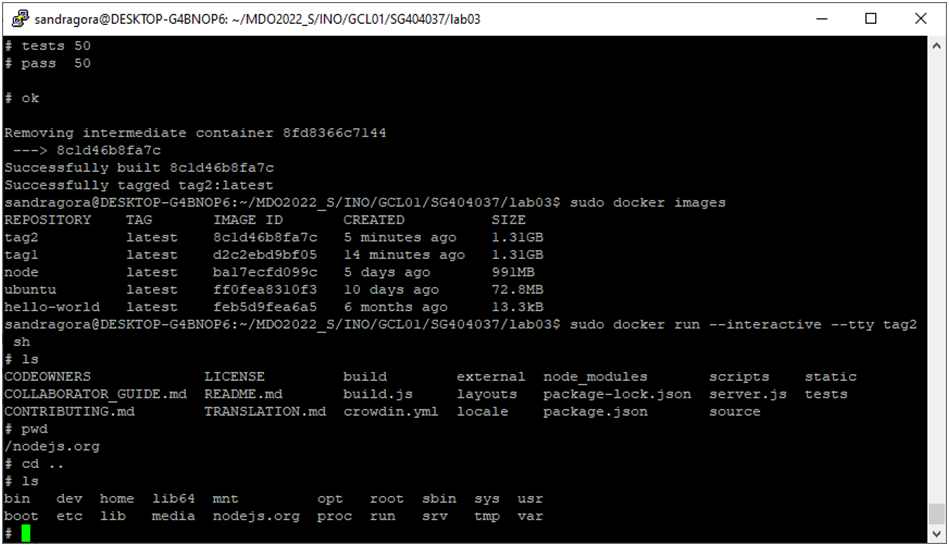 sandragora@DESKTOP-G4BNOP6: ~/MDO2022_S/INO/GCL01/SG404037/lab03
# tests 50
# pass  50
# ok
Removing intermediate container 8fd8366c7144
 ---> 8c1d46b8fa7c
Successfully built 8c1d46b8fa7c
Successfully tagged tag2:latest
sandragora@DESKTOP-G4BNOP6:~/MDO2022_S/INO/GCL01/SG404037/lab03$ sudo docker images
REPOSITORY    TAG       IMAGE ID       CREATED          SIZE
tag2          latest    8c1d46b8fa7c   5 minutes ago    1.31GB
tag1          latest    d2c2ebd9bf05   14 minutes ago   1.31GB
node          latest    ba17ecfd099c   5 days ago       991MB
ubuntu        latest    ff0fea8310f3   10 days ago      72.8MB
hello-world   latest    feb5d9fea6a5   6 months ago     13.3kB
sandragora@DESKTOP-G4BNOP6:~/MDO2022_S/INO/GCL01/SG404037/lab03$ sudo docker run --interactive --tty tag2
 sh
# ls
CODEOWNERS             LICENSE         build        external  node_modules       scripts    static
COLLABORATOR_GUIDE.md  README.md       build.js     layouts   package-lock.json  server.js  tests
CONTRIBUTING.md        TRANSLATION.md  crowdin.yml  locale    package.json       source
# pwd
/nodejs.org
# cd ..
# ls
bin   dev  home  lib64  mnt         opt   root  sbin  sys  usr
boot  etc  lib   media  nodejs.org  proc  run   srv   tmp  var
#